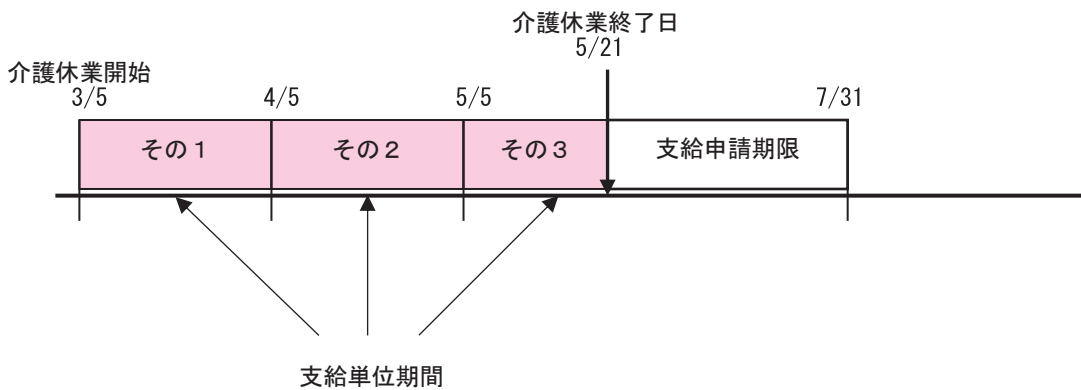 介護休業終了日
5/21
介護休業開始
3/5
4/5
5/5
7/31
その1
その2
その3
支給申請期限
支給単位期間